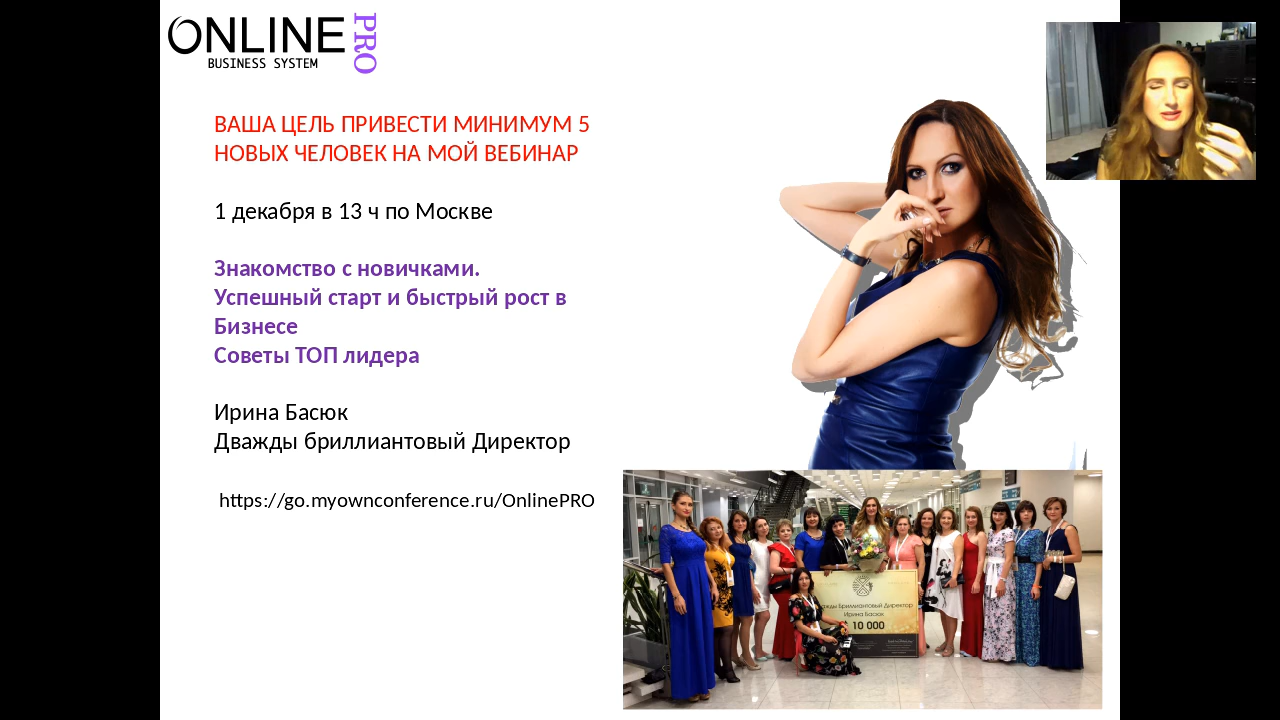 ONLINE PRO
BUSINESS SYSTEM
ВАША ЦЕЛЬ ПРИВЕСТИ МИНИМУМ 5
НОВЫХ ЧЕЛОВЕК НА МОЙ ВЕБИНАР
1 декабря в 13 ч по Москве
Знакомство с новичками.
Успешный старт и быстрый рост в
Бизнесе
Советы ТОП лидера
Ирина Басюк
Дважды бриллиантовый Директор
https://go.myownconference.ru/OnlinePRO
Бриллиантовый Директор
Ирина Басюк
10 000